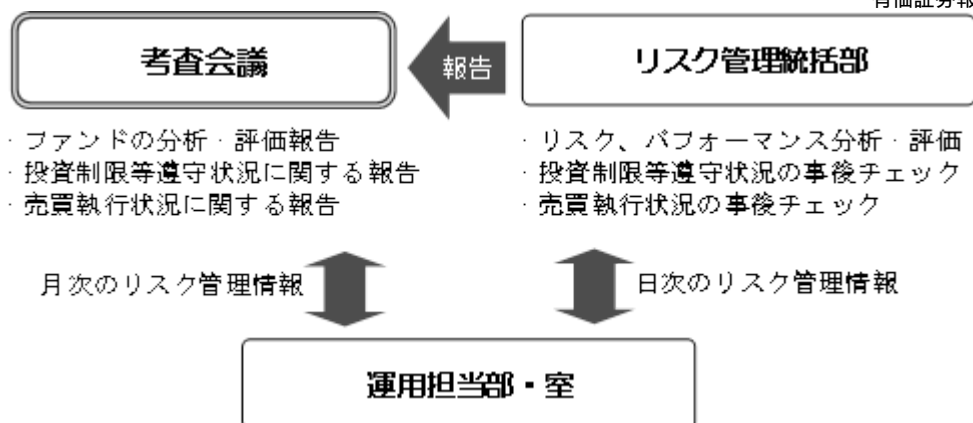 有価証券報
考査会議
報告
リスク管理統括部
・ファンドの分析・評価報告
・投資制限等遵守状況に関する報告
・売買執行状況に関する報告
・リスク、パフォーマンス分析・評価
・投資制限等遵守状況の事後チェック
・売買執行状況の事後チェック
月次のリスク管理情報
日次のリスク管理情報
運用担当部・室